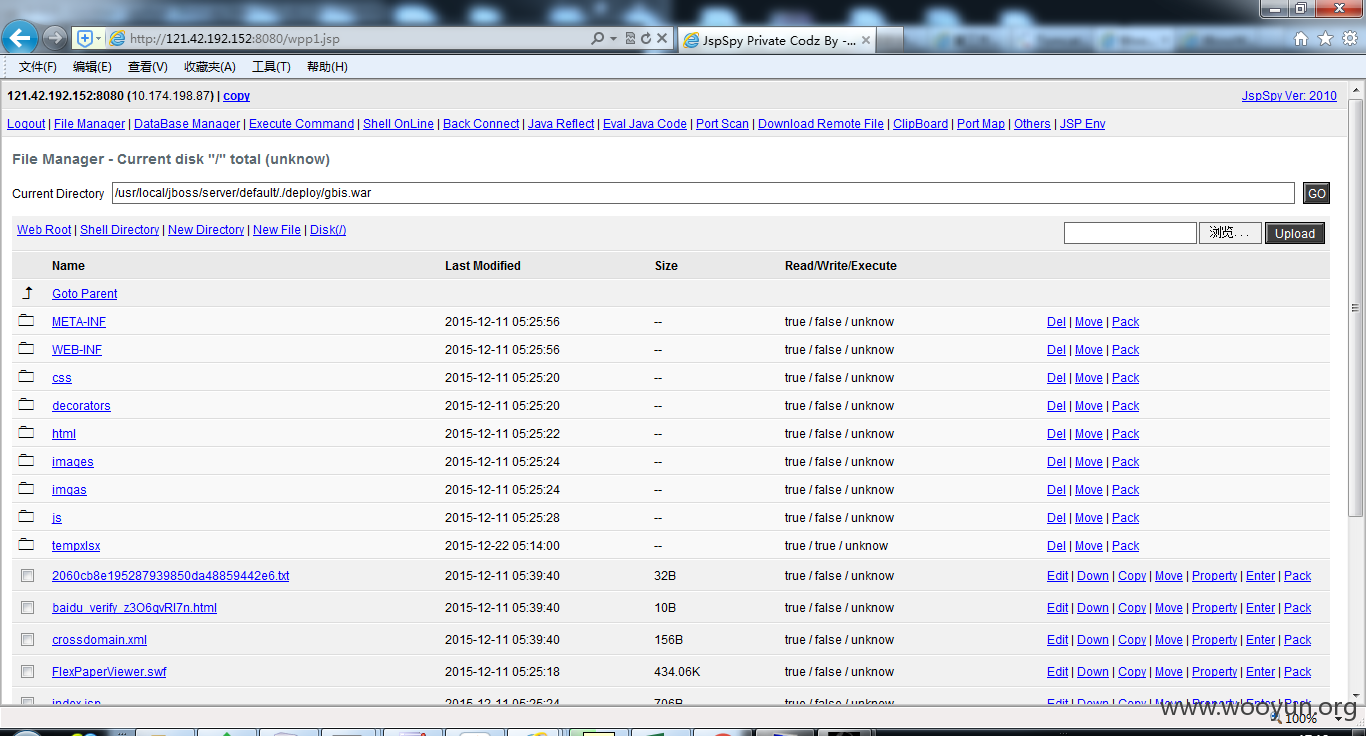 http://121.42.192.152:8080/wpp1.jsp
JspSpy Private Codz By -...
文件(F) 编辑(E) 查看(V) 收藏夹(A) 工具(T) 帮助(H)
121.42.192.152:8080 (10.174.198.87) | copy JspSpy Ver: 2010
Logout | File Manager | DataBase Manager | Execute Command | Shell OnLine | Back Connect | Java Reflect | Eval Java Code | Port Scan | Download Remote File | ClipBoard | Port Map | Others | JSP Env
File Manager - Current disk "/" total (unknow)
Current Directory /usr/local/jboss/server/default/./deploy/gbis.war GO
Web Root | Shell Directory | New Directory | New File | Disk(/) 浏览... Upload
Name Last Modified Size Read/Write/Execute
Goto Parent
META-INF 2015-12-11 05:25:56 -- true / false / unknow Del | Move | Pack
WEB-INF 2015-12-11 05:25:56 -- true / false / unknow Del | Move | Pack
css 2015-12-11 05:25:20 -- true / false / unknow Del | Move | Pack
decorators 2015-12-11 05:25:20 -- true / false / unknow Del | Move | Pack
html 2015-12-11 05:25:22 -- true / false / unknow Del | Move | Pack
images 2015-12-11 05:25:24 -- true / false / unknow Del | Move | Pack
imgas 2015-12-11 05:25:24 -- true / false / unknow Del | Move | Pack
js 2015-12-11 05:25:28 -- true / false / unknow Del | Move | Pack
tempxlsx 2015-12-22 05:14:00 -- true / true / unknow Del | Move | Pack
2060cb8e195287939850da48859442e6.txt 2015-12-11 05:39:40 32B true / false / unknow Edit | Down | Copy | Move | Property | Enter | Pack
baidu_verify_z3O6qvRI7n.html 2015-12-11 05:39:40 10B true / false / unknow Edit | Down | Copy | Move | Property | Enter | Pack
crossdomain.xml 2015-12-11 05:39:40 156B true / false / unknow Edit | Down | Copy | Move | Property | Enter | Pack
FlexPaperViewer.swf 2015-12-11 05:25:18 434.06K true / false / unknow Edit | Down | Copy | Move | Property | Enter | Pack
index.jsp 2015-12-11 05:25:24 706B true / false / unknow Edit | Down | Copy | Move | Property | Enter | Pack
www.wooyun.org
100%